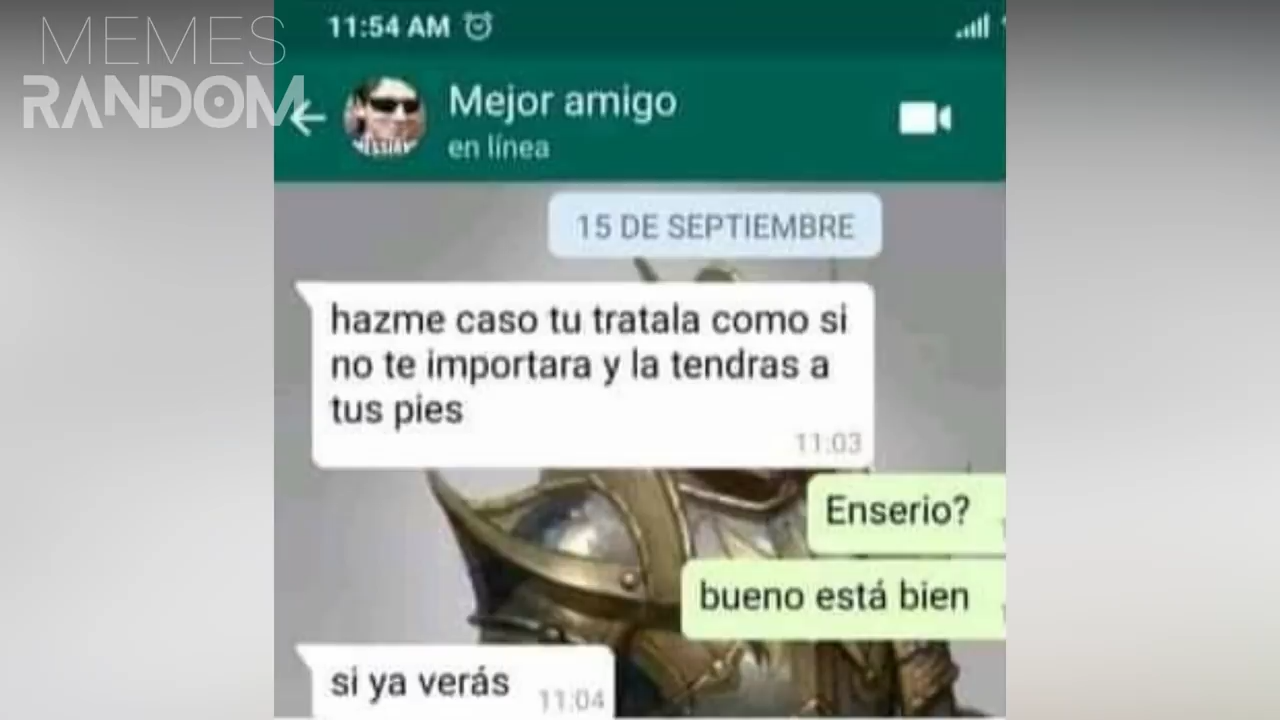 MEMES
RANDOM
11:54 AM
Mejor amigo
en línea
15 DE SEPTIEMBRE
hazme caso tu tratala como si
no te importara y la tendras a
tus pies
11:03
Enserio?
bueno está bien
si ya verás
11:04